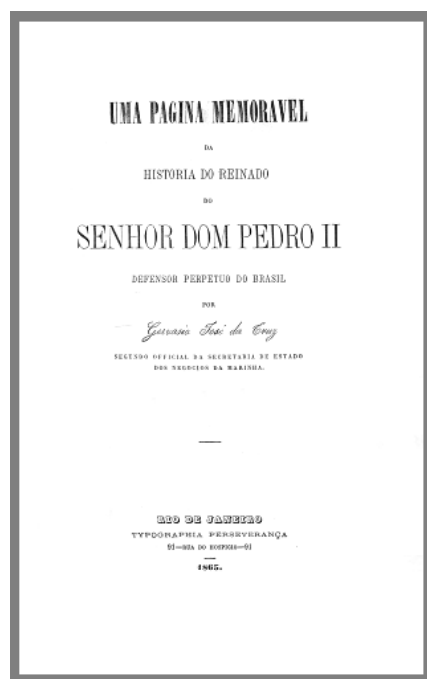 UMA PAGINA MEMORAVEL
DA
HISTORIA DO REINADO
DO
SENHOR DOM PEDRO II
DEFENSOR PERPETUO DO BRASIL
POR
Gervasio José da Cruz
SEGUNDO OFFICIAL DA SECRETARIA DE ESTADO
DOS NEGOCIOS DA MARINHA.
RIO DE JANEIRO
TYPOGRAPHIA PERSEVERANÇA
91—RUA DO HOSPICIO—91
1865.